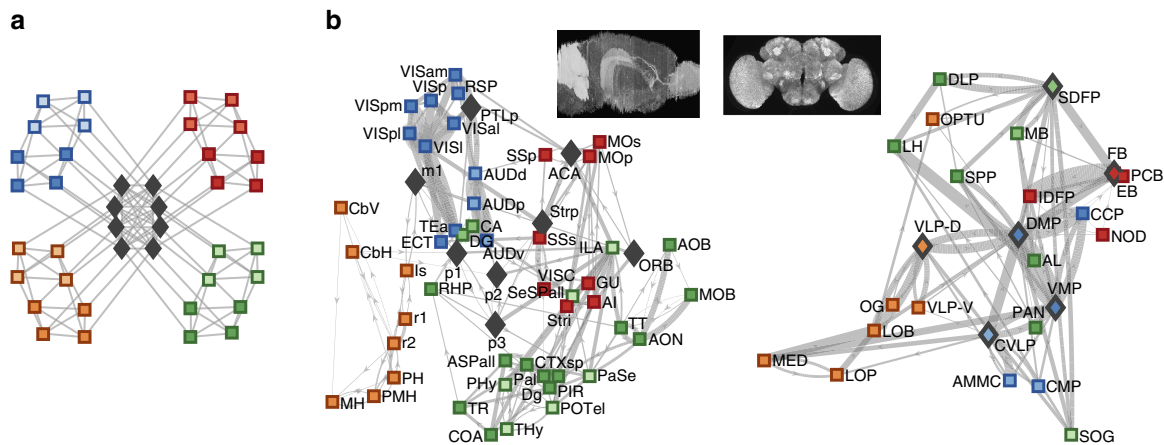 a
b
VISam
VISp
RSP
VISpm
PTLp
VISpl
VISal
VISl
m1
SSp
MOs
MOp
ACA
AUDd
AUDp
Strp
CbV
TEa
CA
ECT
DG
AUDv
SSs
ILA
AOB
CbH
Is
p1
p2
ORB
RHP
VISC
GU
SeSPall
AI
MOB
Stri
r1
p3
TT
AON
r2
ASPall
CTXsp
PH
PHy
Pal
PaSe
Dg
PIR
MH
PMH
TR
POTel
COA
THy
DLP
SDFP
OPTU
MB
LH
FB
SPP
PCB
EB
IDFP
CCP
VLP-D
DMP
NOD
AL
VMP
OG
VLP-V
PAN
LOB
CVLP
MED
LOP
AMMC
CMP
SOG